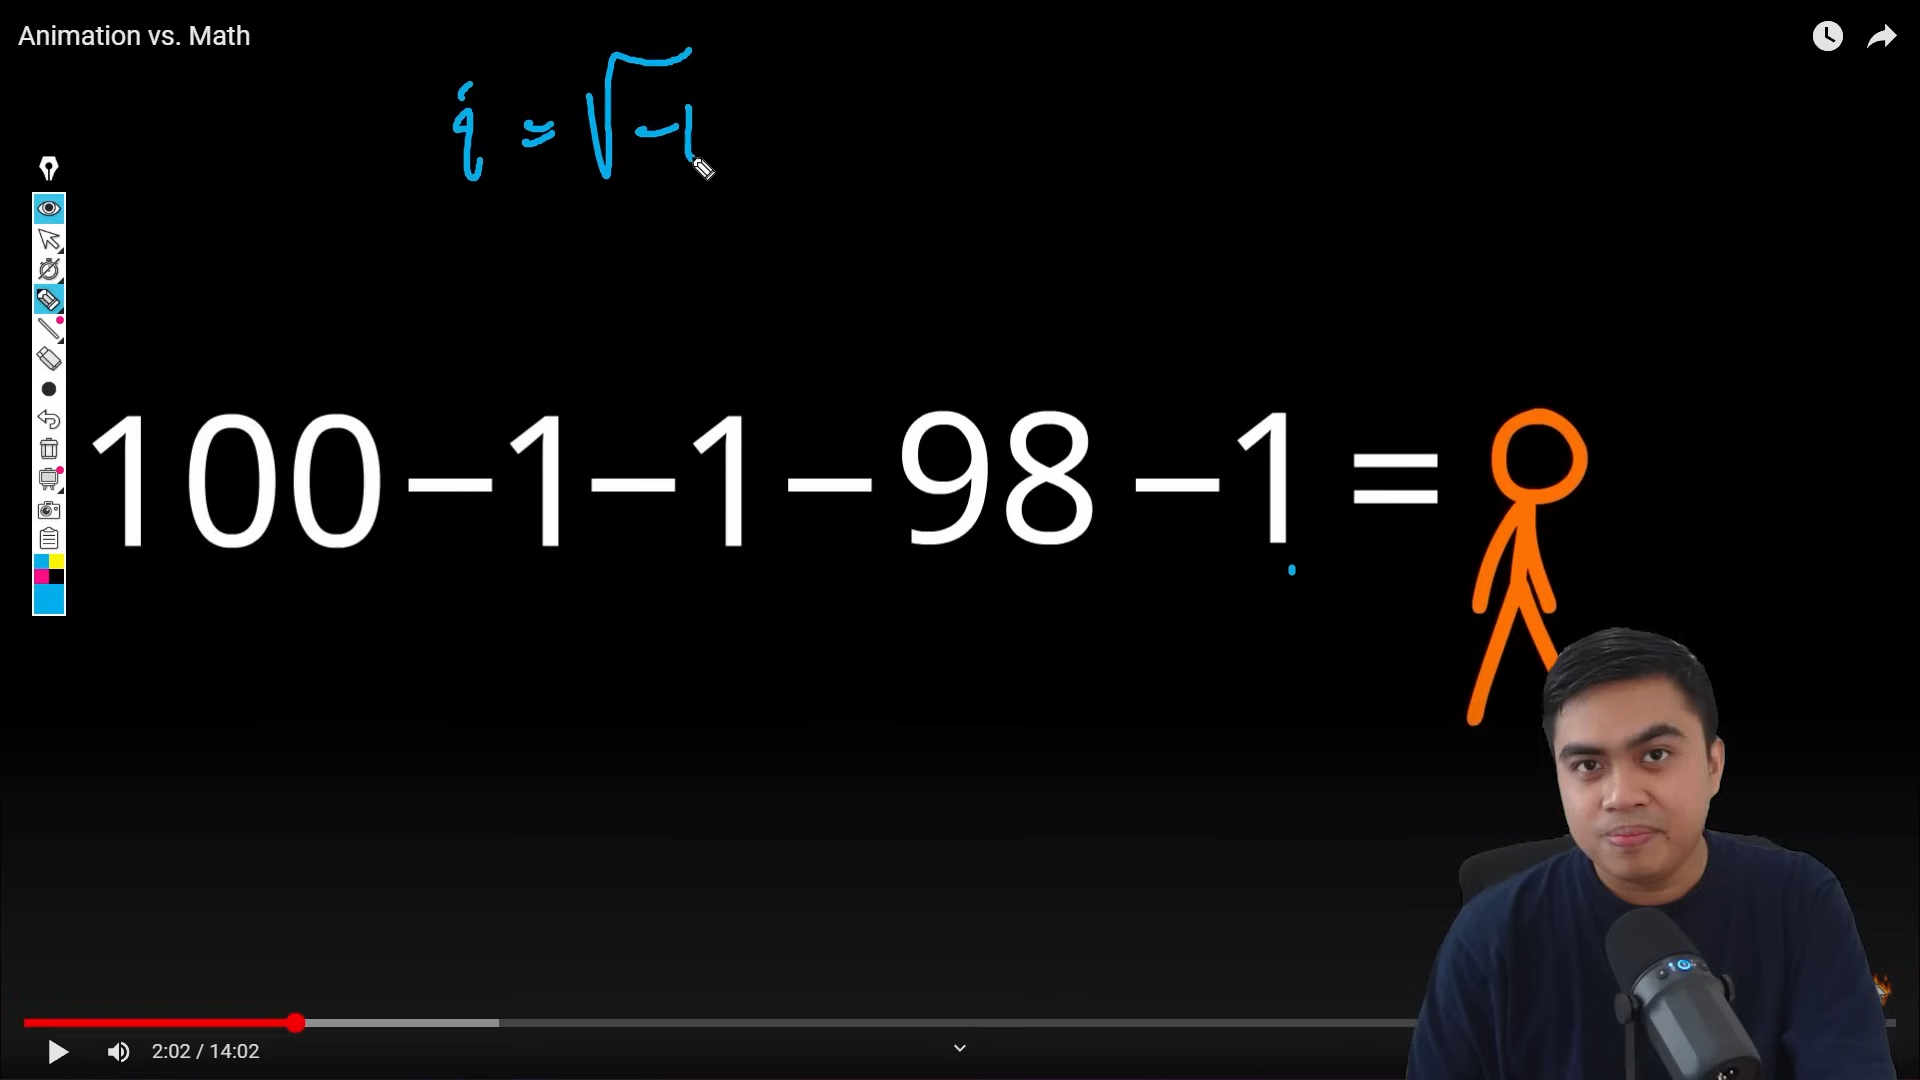 Animation vs. Math
i = √-1
100-1-1-98-1=
2:02 / 14:02